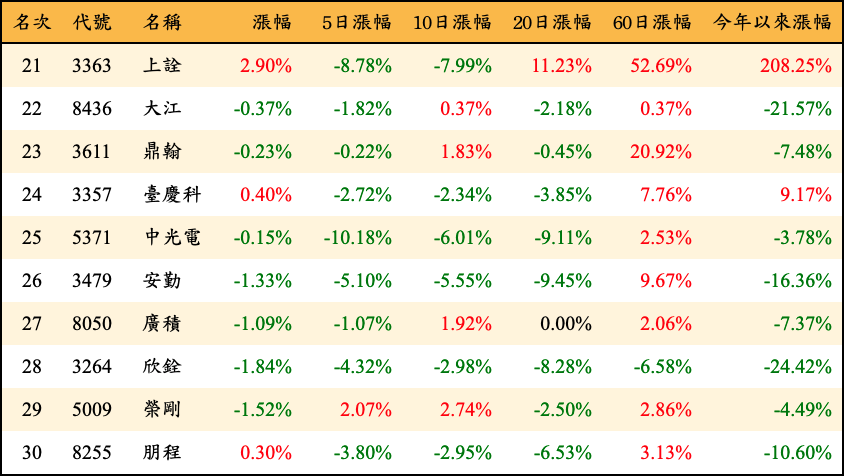 名次 代號 名稱 漲幅 5日漲幅 10日漲幅 20日漲幅 60日漲幅 今年以來漲幅
21 3363 上詮 2.90% -8.78% -7.99% 11.23% 52.69% 208.25%
22 8436 大江 -0.37% -1.82% 0.37% -2.18% 0.37% -21.57%
23 3611 鼎翰 -0.23% -0.22% 1.83% -0.45% 20.92% -7.48%
24 3357 臺慶科 0.40% -2.72% -2.34% -3.85% 7.76% 9.17%
25 5371 中光電 -0.15% -10.18% -6.01% -9.11% 2.53% -3.78%
26 3479 安勤 -1.33% -5.10% -5.55% -9.45% 9.67% -16.36%
27 8050 廣積 -1.09% -1.07% 1.92% 0.00% 2.06% -7.37%
28 3264 欣銓 -1.84% -4.32% -2.98% -8.28% -6.58% -24.42%
29 5009 榮剛 -1.52% 2.07% 2.74% -2.50% 2.86% -4.49%
30 8255 朋程 0.30% -3.80% -2.95% -6.53% 3.13% -10.60%